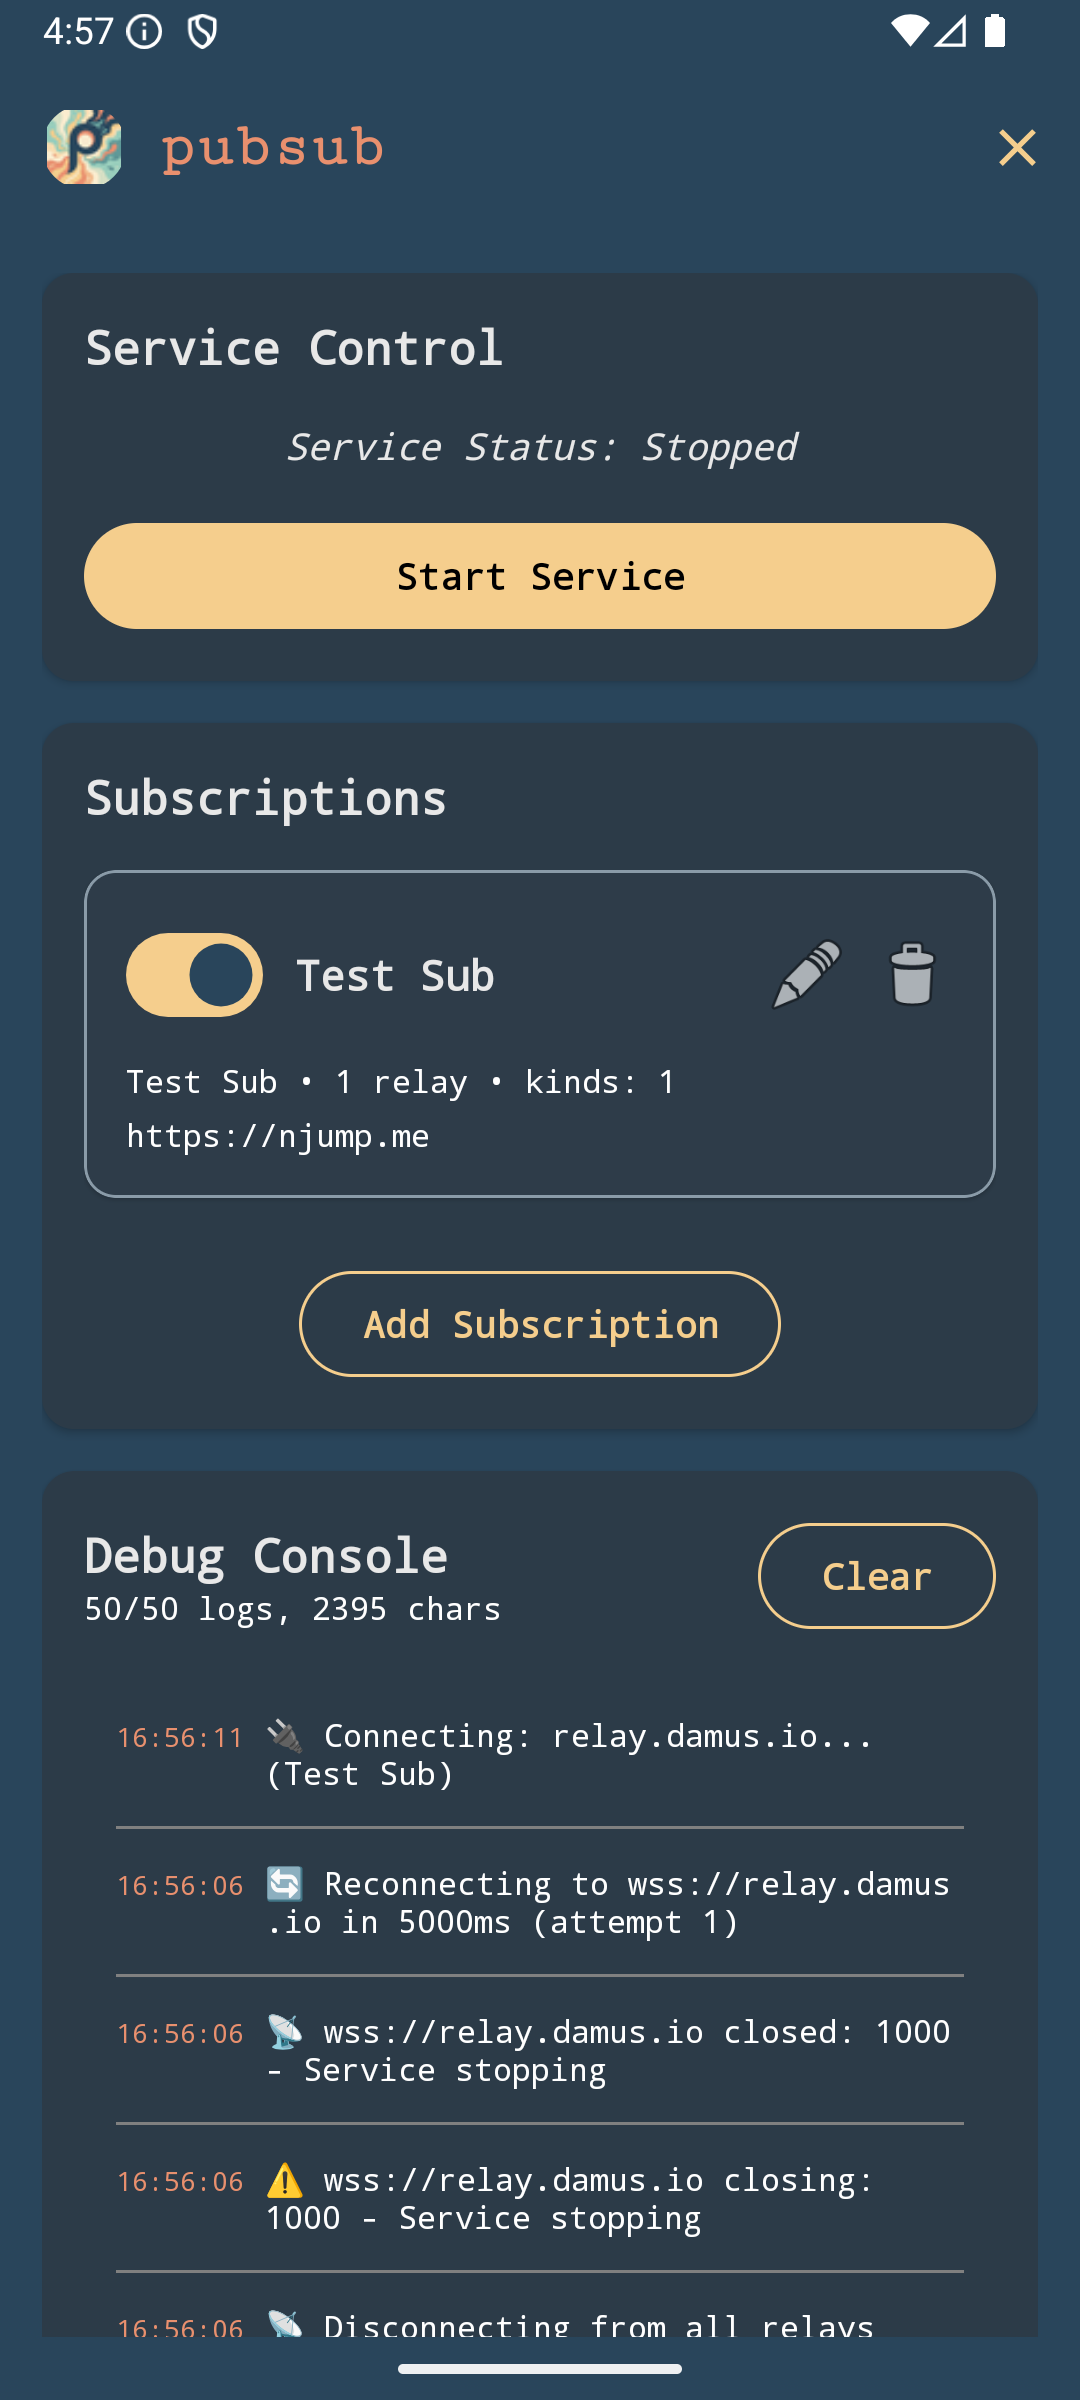 4:57
pubsub
Service Control
Service Status: Stopped
Start Service
Subscriptions
Test Sub
Test Sub • 1 relay • kinds: 1
https://njump.me
Add Subscription
Debug Console
50/50 logs, 2395 chars
Clear
16:56:11 🔌 Connecting: relay.damus.io...
(Test Sub)
16:56:06 🔄 Reconnecting to wss://relay.damus
.io in 5000ms (attempt 1)
16:56:06 📡 wss://relay.damus.io closed: 1000
- Service stopping
16:56:06 ⚠️ wss://relay.damus.io closing:
1000 - Service stopping
16:56:06 📡 Disconnecting from all relays